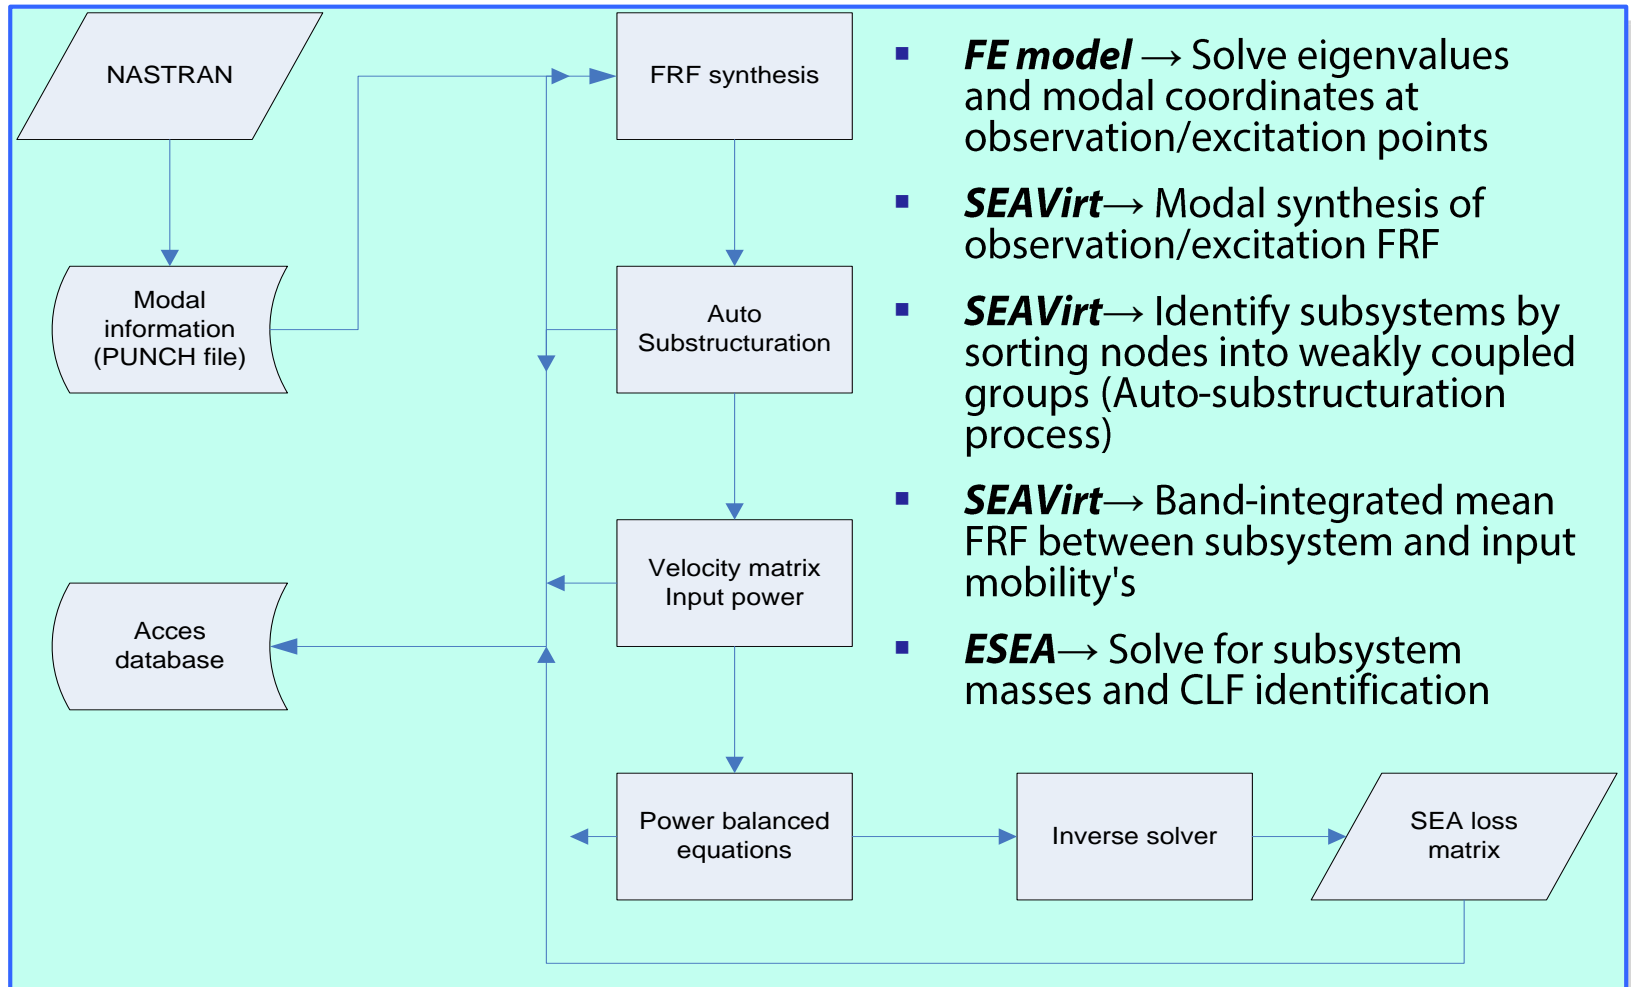 NASTRAN
FRF synthesis
Modal
information
(PUNCH file)
Auto
Substructuration
Velocity matrix
Input power
Acces
database
Power balanced
equations
Inverse solver
SEA loss
matrix
▪ FE model → Solve eigenvalues
and modal coordinates at
observation/excitation points
▪ SEAVirt→ Modal synthesis of
observation/excitation FRF
▪ SEAVirt→ Identify subsystems by
sorting nodes into weakly coupled
groups (Auto-substructuration
process)
▪ SEAVirt→ Band-integrated mean
FRF between subsystem and input
mobility's
▪ ESEA→ Solve for subsystem
masses and CLF identification